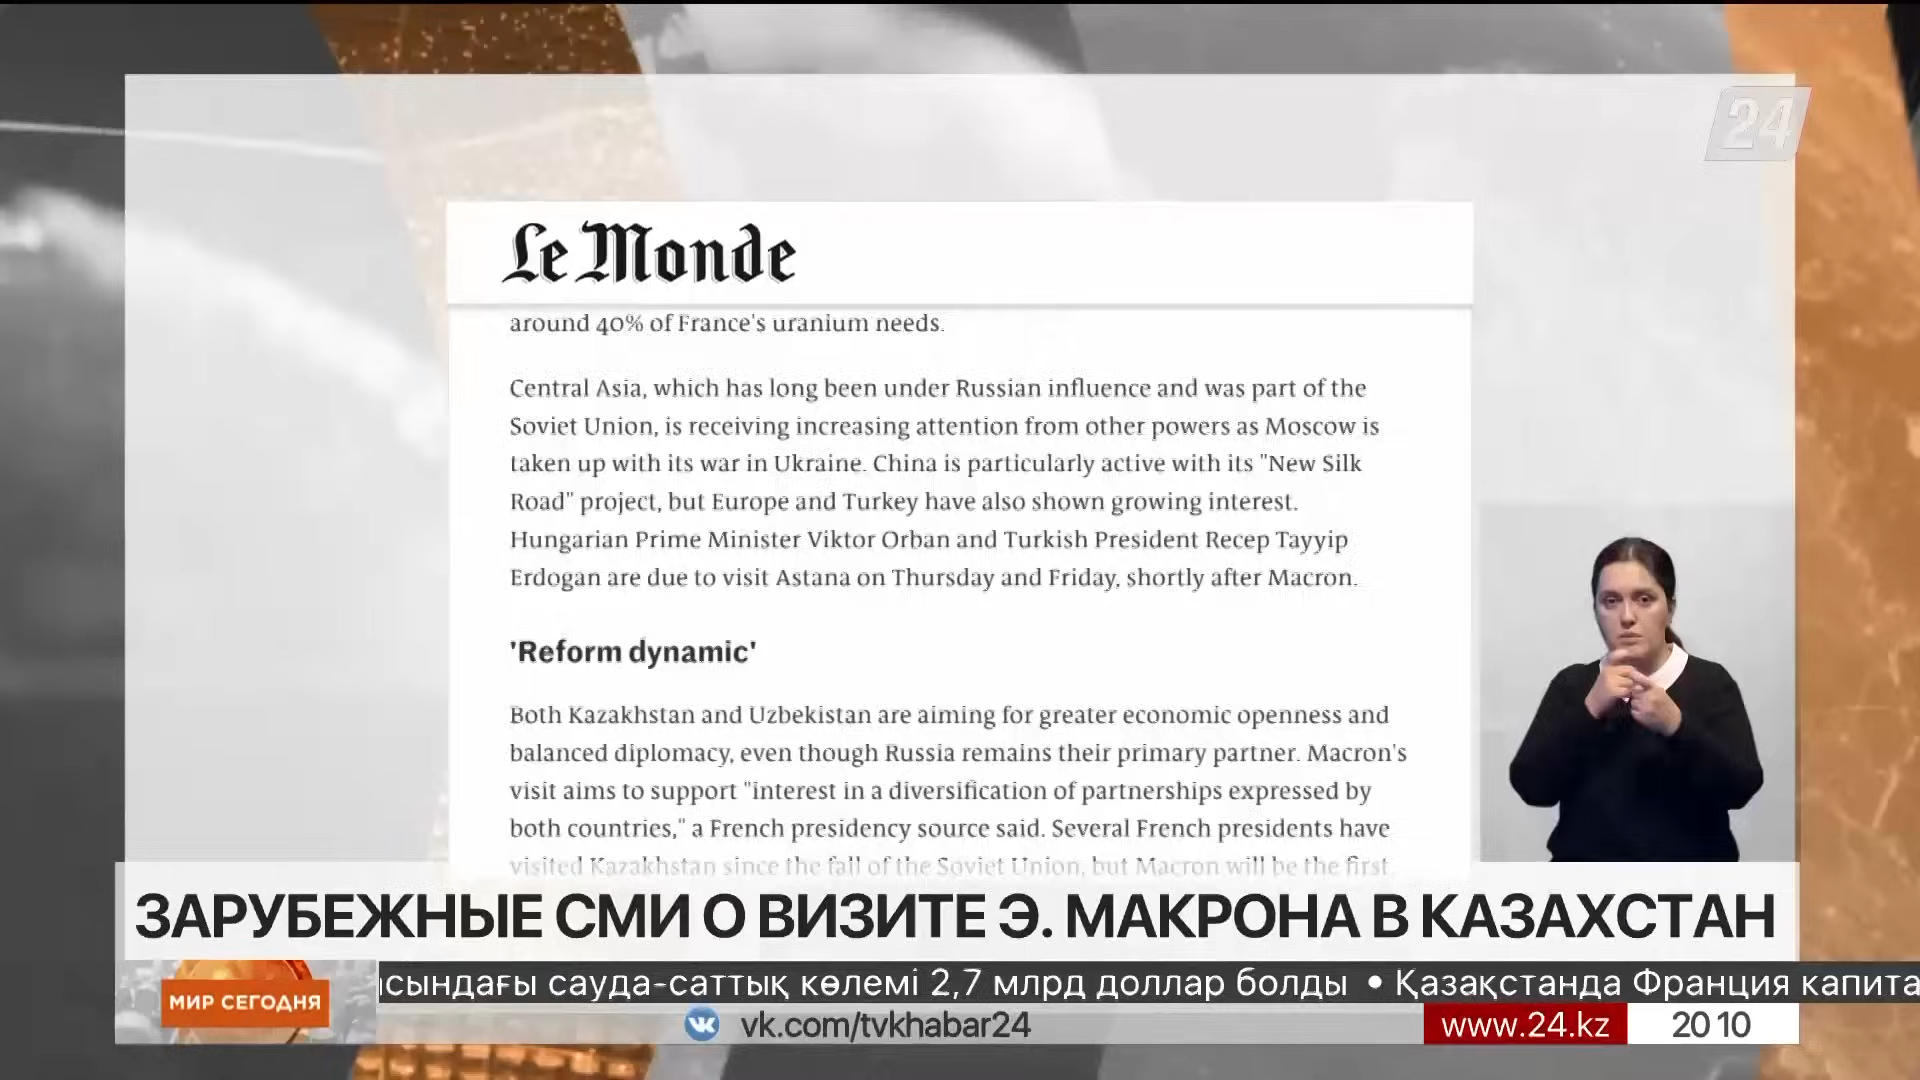 24
Le Monde
around 40% of France's uranium needs.
Central Asia, which has long been under Russian influence and was part of the
Soviet Union, is receiving increasing attention from other powers as Moscow is
taken up with its war in Ukraine. China is particularly active with its "New Silk
Road" project, but Europe and Turkey have also shown growing interest.
Hungarian Prime Minister Viktor Orban and Turkish President Recep Tayyip
Erdogan are due to visit Astana on Thursday and Friday, shortly after Macron.
'Reform dynamic'
Both Kazakhstan and Uzbekistan are aiming for greater economic openness and
balanced diplomacy, even though Russia remains their primary partner. Macron's
visit aims to support "interest in a diversification of partnerships expressed by
both countries," a French presidency source said. Several French presidents have
visited Kazakhstan since the fall of the Soviet Union, but Macron will be the first
ЗАРУБЕЖНЫЕ СМИ О ВИЗИТЕ Э. МАКРОНА В КАЗАХСТАН
сындағы сауда-саттық көлемі 2,7 млрд доллар болды • Қазақстанда Франция капита
МИР СЕГОДНЯ
vk.com/tvkhabar24
www.24.kz
20 10